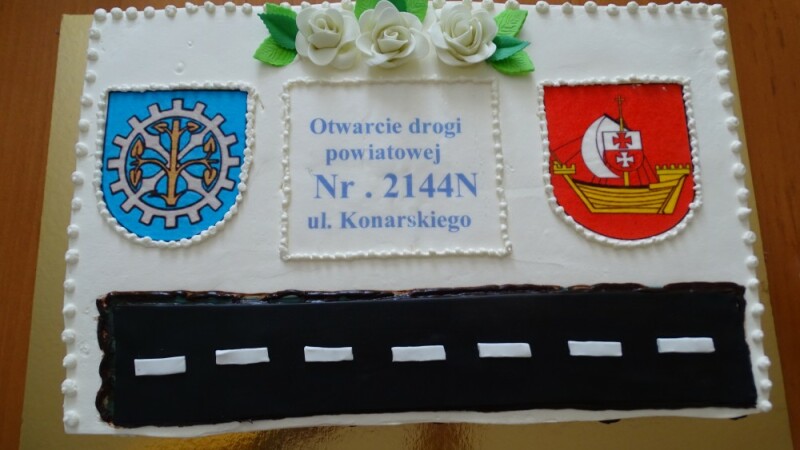 Otwarcie drogi
powiatowej
Nr . 2144N
ul. Konarskiego